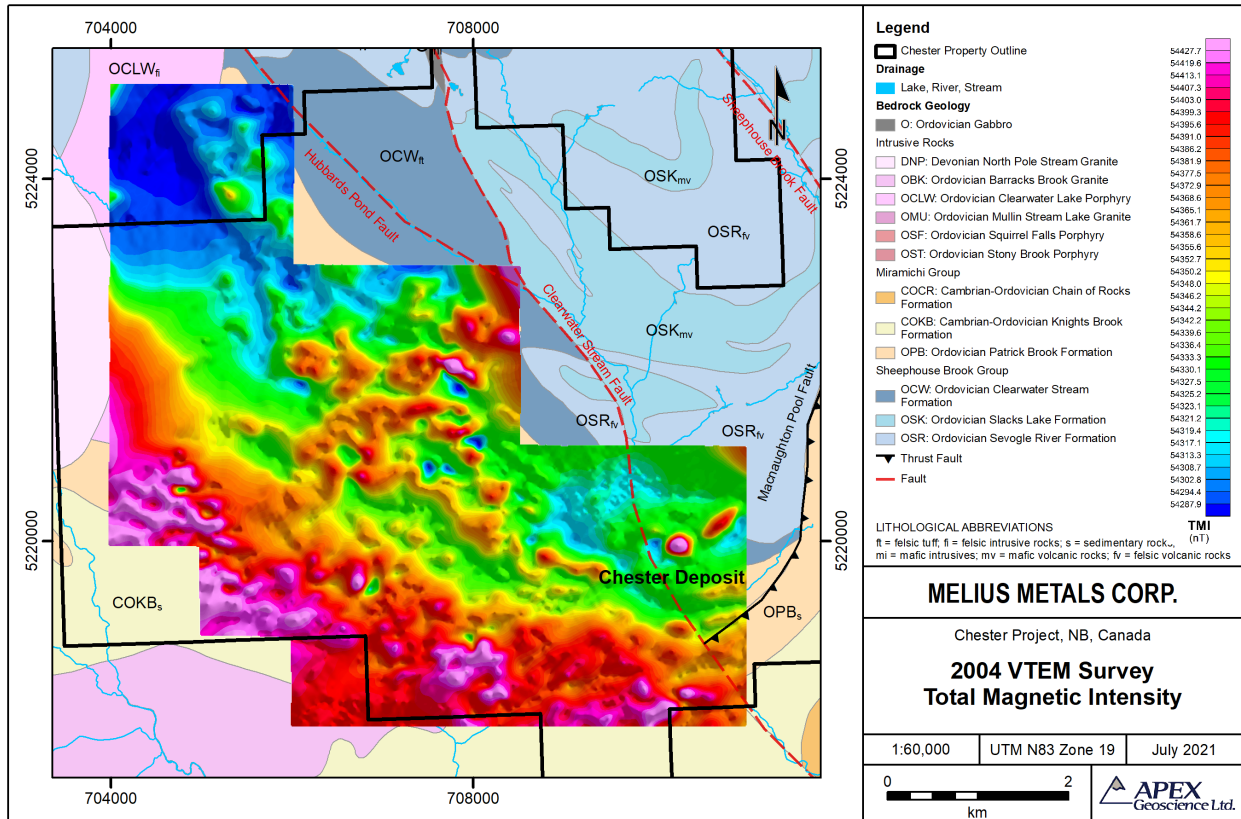 704000
708000
5224000
5220000
5224000
5220000
704000
708000
OCLWfi
OCWft
Hubbards Pond Fault
Sheephouse Brook Fault
N
OSKmv
OSRfv
Clearwater Stream Fault
OSKmv
OSRfv
OSRfv
Macnaughton Pool Fault
Chester Deposit
COKBs
OPBs
Legend
Chester Property Outline
Drainage
Lake, River, Stream
Bedrock Geology
O: Ordovician Gabbro
Intrusive Rocks
DNP: Devonian North Pole Stream Granite
OBK: Ordovician Barracks Brook Granite
OCLW: Ordovician Clearwater Lake Porphyry
OMU: Ordovician Mullin Stream Lake Granite
OSF: Ordovician Squirrel Falls Porphyry
OST: Ordovician Stony Brook Porphyry
Miramichi Group
COCR: Cambrian-Ordovician Chain of Rocks
Formation
COKB: Cambrian-Ordovician Knights Brook
Formation
OPB: Ordovician Patrick Brook Formation
Sheephouse Brook Group
OCW: Ordovician Clearwater Stream
Formation
OSK: Ordovician Slacks Lake Formation
OSR: Ordovician Sevogle River Formation
Thrust Fault
Fault
54427.7
54419.6
54413.1
54407.3
54403.0
54399.3
54395.6
54391.0
54386.2
54381.9
54377.5
54372.9
54368.6
54365.1
54361.7
54358.6
54355.6
54352.7
54350.2
54348.0
54346.2
54344.2
54342.2
54339.6
54336.4
54333.3
54330.1
54327.5
54325.2
54323.1
54321.2
54319.4
54317.1
54313.3
54308.7
54302.8
54294.4
54287.9
TMI
(nT)
LITHOLOGICAL ABBREVIATIONS
ft = felsic tuff; fi = felsic intrusive rocks; s = sedimentary rocks,
mi = mafic intrusives; mv = mafic volcanic rocks; fv = felsic volcanic rocks
MELIUS METALS CORP.
Chester Project, NB, Canada
2004 VTEM Survey
Total Magnetic Intensity
1:60,000
UTM N83 Zone 19
July 2021
0 2
km
APEX
Geoscience Ltd.